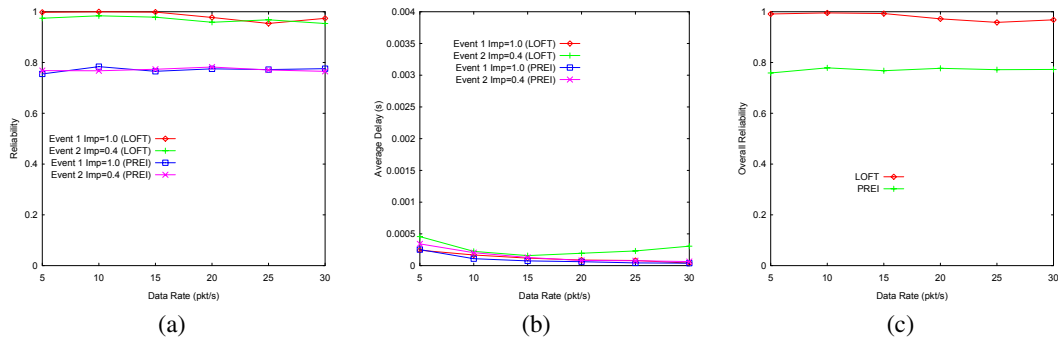 1
0.8
0.6
0.4
0.2
0
Reliability
Event 1 Imp=1.0 (LOFT)
Event 2 Imp=0.4 (LOFT)
Event 1 Imp=1.0 (PREI)
Event 2 Imp=0.4 (PREI)
5 10 15 20 25 30
Data Rate (pkt/s)
(a)
0.004
0.0035
0.003
0.0025
0.002
0.0015
0.001
0.0005
0
Average Delay (s)
Event 1 Imp=1.0 (LOFT)
Event 2 Imp=0.4 (LOFT)
Event 1 Imp=1.0 (PREI)
Event 2 Imp=0.4 (PREI)
5 10 15 20 25 30
Data Rate (pkt/s)
(b)
1
0.8
0.6
0.4
0.2
0
Overall Reliability
LOFT
PREI
5 10 15 20 25 30
Data Rate (pkt/s)
(c)